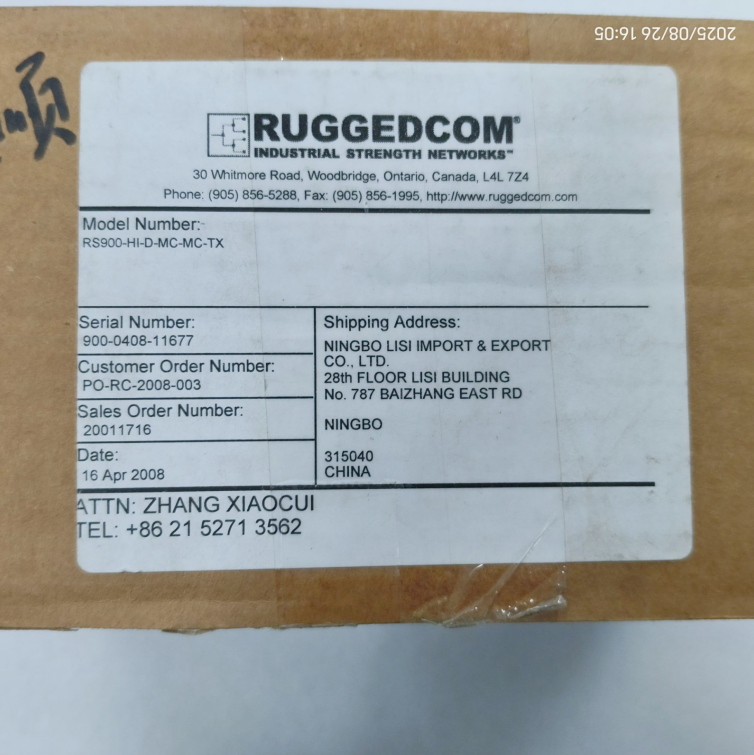 2025/08/26 16:05
RUGGEDCOM®
INDUSTRIAL STRENGTH NETWORKS™
30 Whitmore Road, Woodbridge, Ontario, Canada, L4L 7Z4
Phone: (905) 856-5288, Fax: (905) 856-1995, http://www.ruggedcom.com
Model Number:
RS900-HI-D-MC-MC-TX
Serial Number:
900-0408-11677
Customer Order Number:
PO-RC-2008-003
Sales Order Number:
20011716
Date:
16 Apr 2008
Shipping Address:
NINGBO LISI IMPORT & EXPORT
CO., LTD.
28th FLOOR LISI BUILDING
No. 787 BAIZHANG EAST RD
NINGBO
315040
CHINA
ATTN: ZHANG XIAOCUI
TEL: +86 21 5271 3562